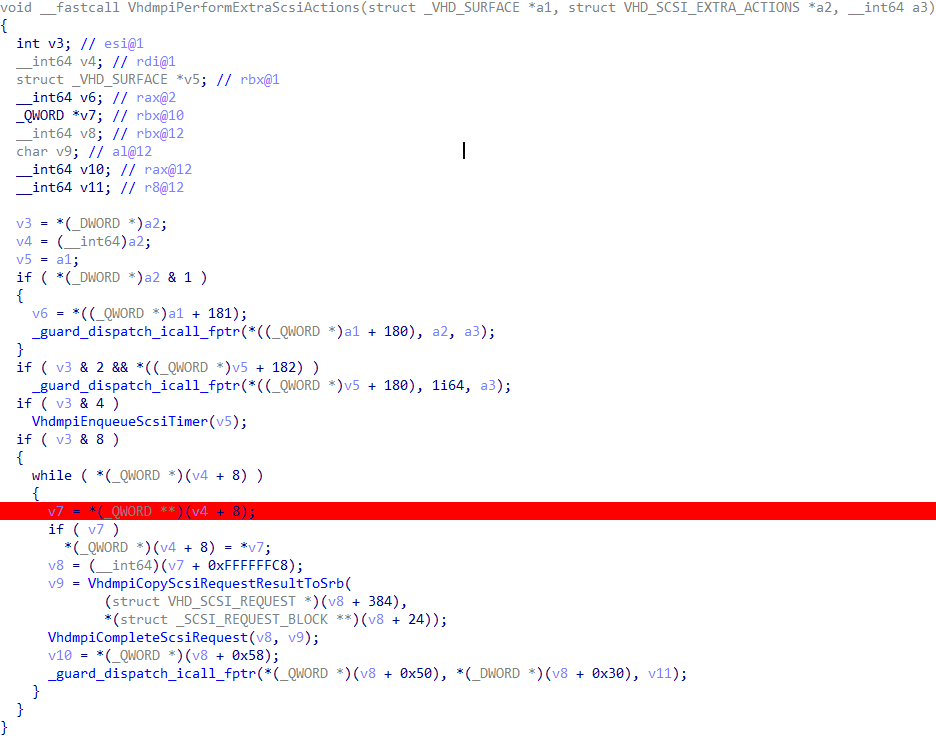 void __fastcall VhdmpiPerformExtraScsiActions(struct _VHD_SURFACE *a1, struct VHD_SCSI_EXTRA_ACTIONS *a2, __int64 a3)
{
  int v3; // esi@1
  __int64 v4; // rdi@1
  struct _VHD_SURFACE *v5; // rbx@1
  __int64 v6; // rax@2
  _QWORD *v7; // rbx@10
  __int64 v8; // rbx@12
  char v9; // al@12
  __int64 v10; // rax@12
  __int64 v11; // r8@12

  v3 = *(_DWORD *)a2;
  v4 = (__int64)a2;
  v5 = a1;
  if ( *(_DWORD *)a2 & 1 )
  {
    v6 = *((_QWORD *)a1 + 181);
    _guard_dispatch_icall_fptr(*((_QWORD *)a1 + 180), a2, a3);
  }
  if ( v3 & 2 && *((_QWORD *)v5 + 182) )
    _guard_dispatch_icall_fptr(*((_QWORD *)v5 + 180), 1i64, a3);
  if ( v3 & 4 )
    VhdmpiEnqueueScsiTimer(v5);
  if ( v3 & 8 )
  {
    while ( *(_QWORD *)(v4 + 8) )
    {
      v7 = *(_QWORD **)(v4 + 8);
      if ( v7 )
        *(_QWORD *)(v4 + 8) = *v7;
      v8 = (__int64)(v7 + 0xFFFFFFC8);
      v9 = VhdmpiCopyScsiRequestResultToSrb(
             (struct VHD_SCSI_REQUEST *)(v8 + 384),
             *(struct _SCSI_REQUEST_BLOCK **)(v8 + 24));
      VhdmpiCompleteScsiRequest(v8, v9);
      v10 = *(_QWORD *)(v8 + 0x58);
      _guard_dispatch_icall_fptr(*(_QWORD *)(v8 + 0x50), *(_DWORD *)(v8 + 0x30), v11);
    }
  }
}